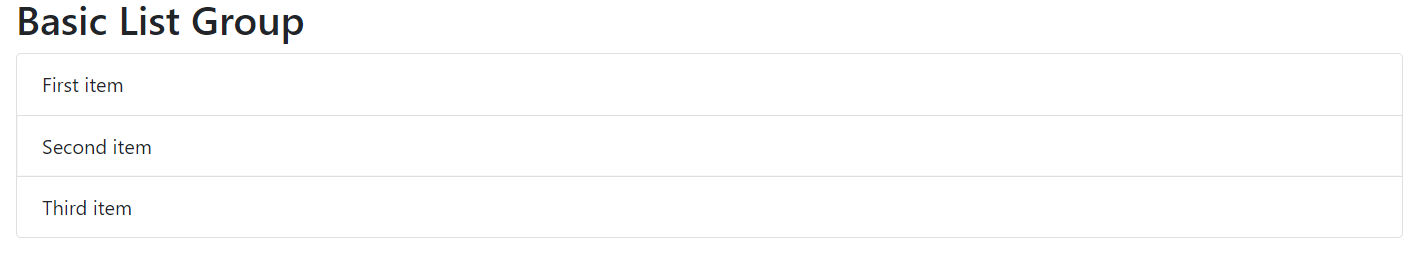 Basic List Group
First item
Second item
Third item